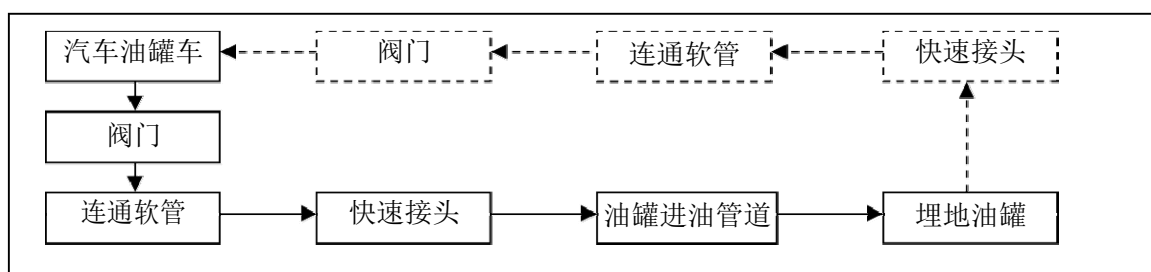 汽车油罐车
阀门
连通软管
快速接头
阀门
连通软管
快速接头
油罐进油管道
埋地油罐